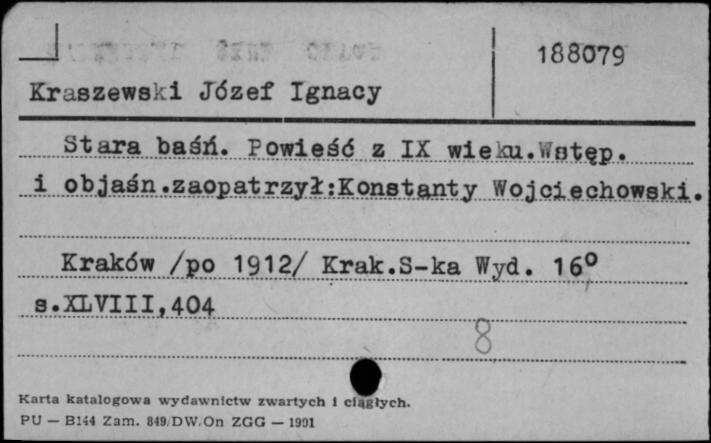 188079
Kraszewski Józef Ignacy
Stara baśń. Powieść z IX wieku.Wstęp.
i objaśn.zaopatrzył:Konstanty Wojciechowski.
Kraków /po 1912/ Krak.S-ka Wyd. 16°
s.XLVIII,404
8
Karta katalogowa wydawnictw zwartych i ciągłych.
PU — B144 Zam. 849/DW/On ZGG — 1991